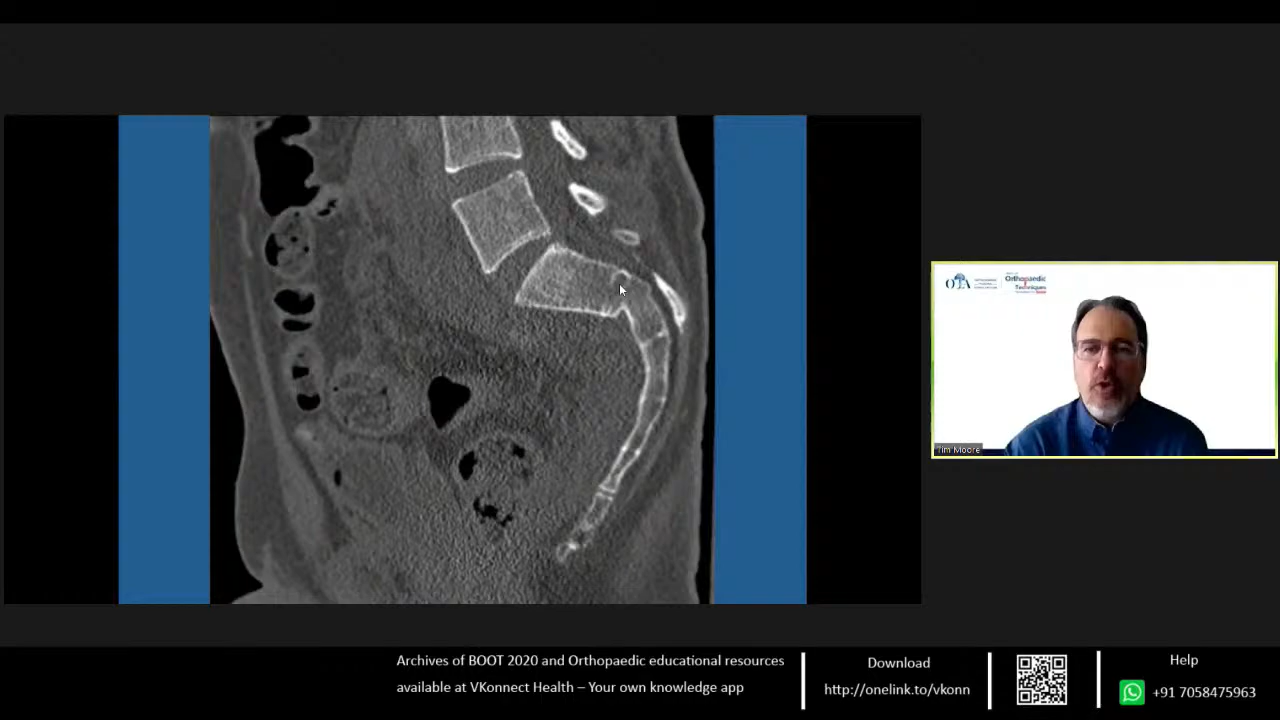 OTA
Orthopaedic
Techniques
Tim Moore
Archives of BOOT 2020 and Orthopaedic educational resources
available at VKonnect Health – Your own knowledge app
Download
http://onelink.to/vkonn
Help
+91 7058475963